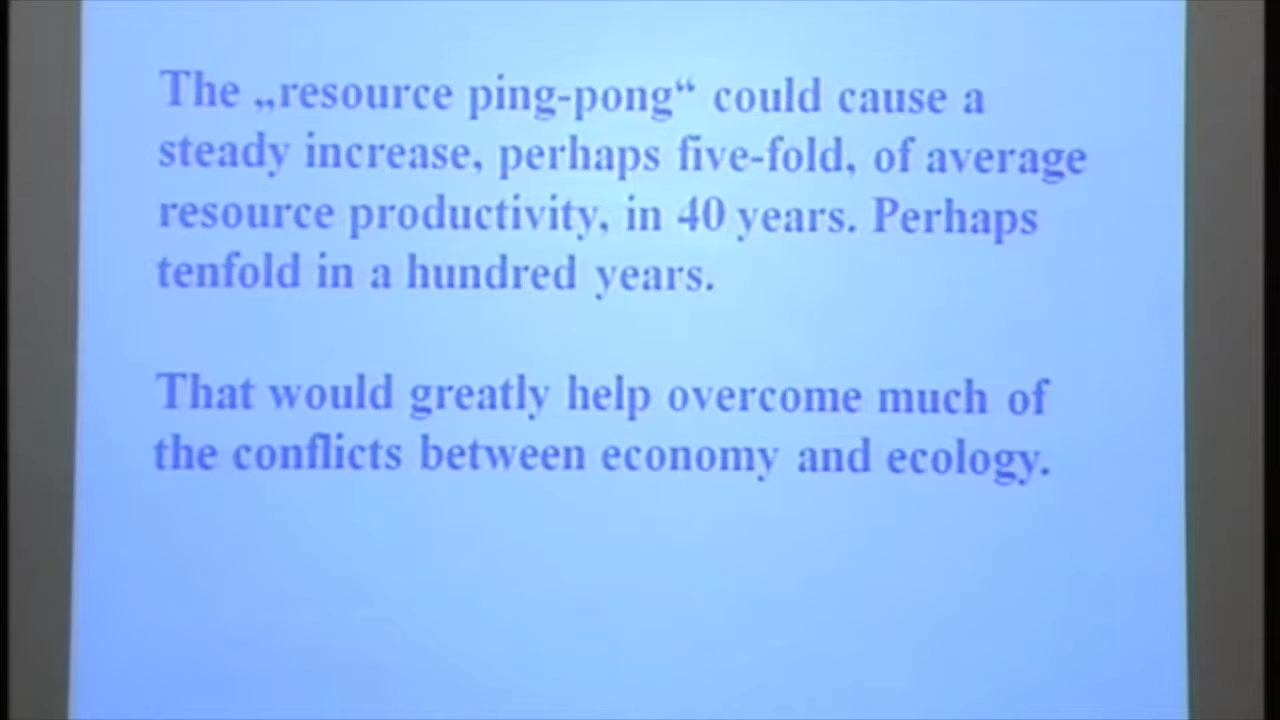 The „resource ping-pong“ could cause a
steady increase, perhaps five-fold, of average
resource productivity, in 40 years. Perhaps
tenfold in a hundred years.
That would greatly help overcome much of
the conflicts between economy and ecology.